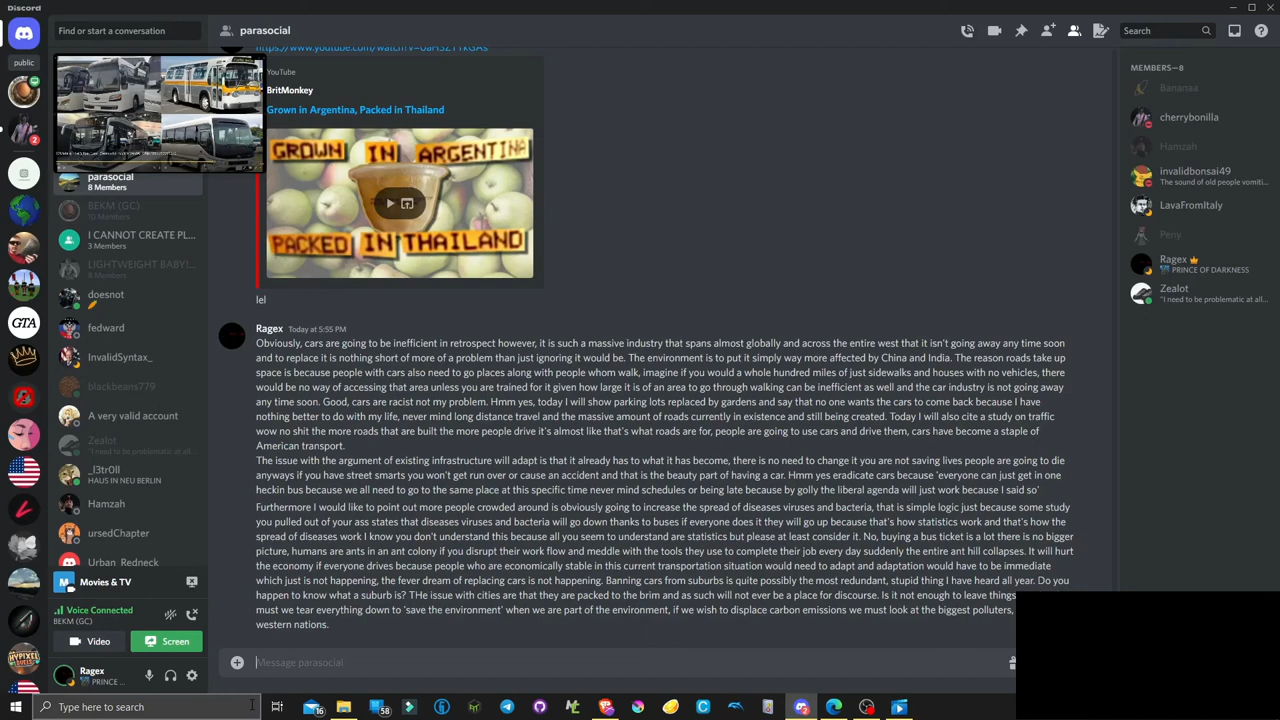 Discord
Find or start a conversation
parasocial
Search
public
YouTube
BritMonkey
Grown in Argentina, Packed in Thailand
GROWN IN ARGENTINA
PACKED IN THAILAND
lel
parasocial
8 Members
BEKM (GC)
10 Members
I CANNOT CREATE PL...
3 Members
LIGHTWEIGHT BABY!...
8 Members
doesnot
fedward
InvalidSyntax_
blackbeans779
A very valid account
Zealot
"I need to be problematic at all...
_l3tr0ll
HAUS IN NEU BERLIN
Hamzah
ursedChapter
Urban_Redneck
2
GTA
HYPIXEL
DUELS
Movies & TV
Voice Connected
BEKM (GC)
Video
Screen
Ragex
PRINCE ...
Ragex Today at 5:55 PM
Obviously, cars are going to be inefficient in retrospect however, it is such a massive industry that spans almost globally and across the entire west that it isn't going away any time soon
and to replace it is nothing short of more of a problem than just ignoring it would be. The environment is to put it simply way more affected by China and India. The reason roads take up
space is because people with cars also need to go places along with people whom walk, imagine if you would a whole hundred miles of just sidewalks and houses with no vehicles, there
would be no way of accessing that area unless you are trained for it given how large it is of an area to go through walking can be inefficient as well and the car industry is not going away
any time soon. Good, cars are racist not my problem. Hmm yes, today I will show parking lots replaced by gardens and say that no one wants the cars to come back because I have
nothing better to do with my life, never mind long distance travel and the massive amount of roads currently in existence and still being created. Today I will also cite a study on traffic
wow no shit the more roads that are built the more people drive it's almost like that's what roads are for, people are going to use cars and drive them, cars have become a staple of
American transport.
The issue with the argument of existing infrastructure will adapt is that it already has to what it has become, there is no need to change it you are not saving lives people are going to die
anyways if you have street smarts you won't get run over or cause an accident and that is the beauty part of having a car. Hmm yes eradicate cars because 'everyone can just get in one
heckin bus because we all need to go to the same place at this specific time never mind schedules or being late because by golly the liberal agenda will just work because I said so'
Furthermore I would like to point out more people crowded around is obviously going to increase the spread of diseases viruses and bacteria, that is simple logic just because some study
you pulled out of your ass states that diseases viruses and bacteria will go down thanks to buses if everyone does it they will go up because that's how statistics work and that's how the
spread of diseases work I know you don't understand this because all you seem to understand are statistics but please at least consider it. No, buying a bus ticket is a lot there is no bigger
picture, humans are ants in an ant colony if you disrupt their work flow and meddle with the tools they use to complete their job every day suddenly the entire ant hill collapses. It will hurt
the economy if everyone drives because people who are economically stable in this current transportation situation would need to adapt and adaptation would have to be immediate
which just is not happening, the fever dream of replacing cars is not happening. Banning cars from suburbs is quite possibly the most redundant, stupid thing I have heard all year. Do you
happen to know what a suburb is? THe issue with cities are that they are packed to the brim and as such will not ever be a place for discourse. Is it not enough to leave things
must we tear everything down to 'save the environment' when we are part of the environment, if we wish to displace carbon emissions we must look at the biggest polluters,
western nations.
Message parasocial
MEMBERS—8
Bananaa
cherrybonilla
Hamzah
invalidbonsai49
The sound of old people vomiti...
LavaFromItaly
Peny
Ragex
PRINCE OF DARKNESS
Zealot
"I need to be problematic at all...
Type here to search
16
58